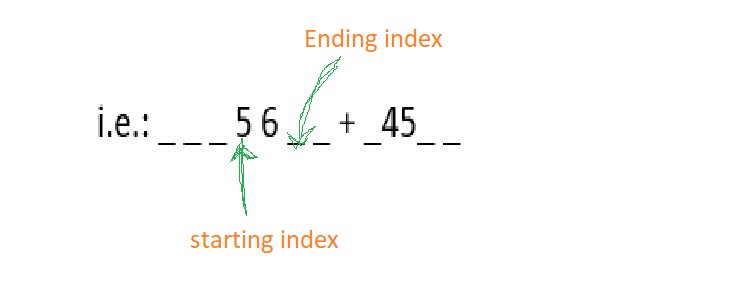 Ending index
i.e.: _ _ _ 5 6 _ _ + _45_ _
starting index